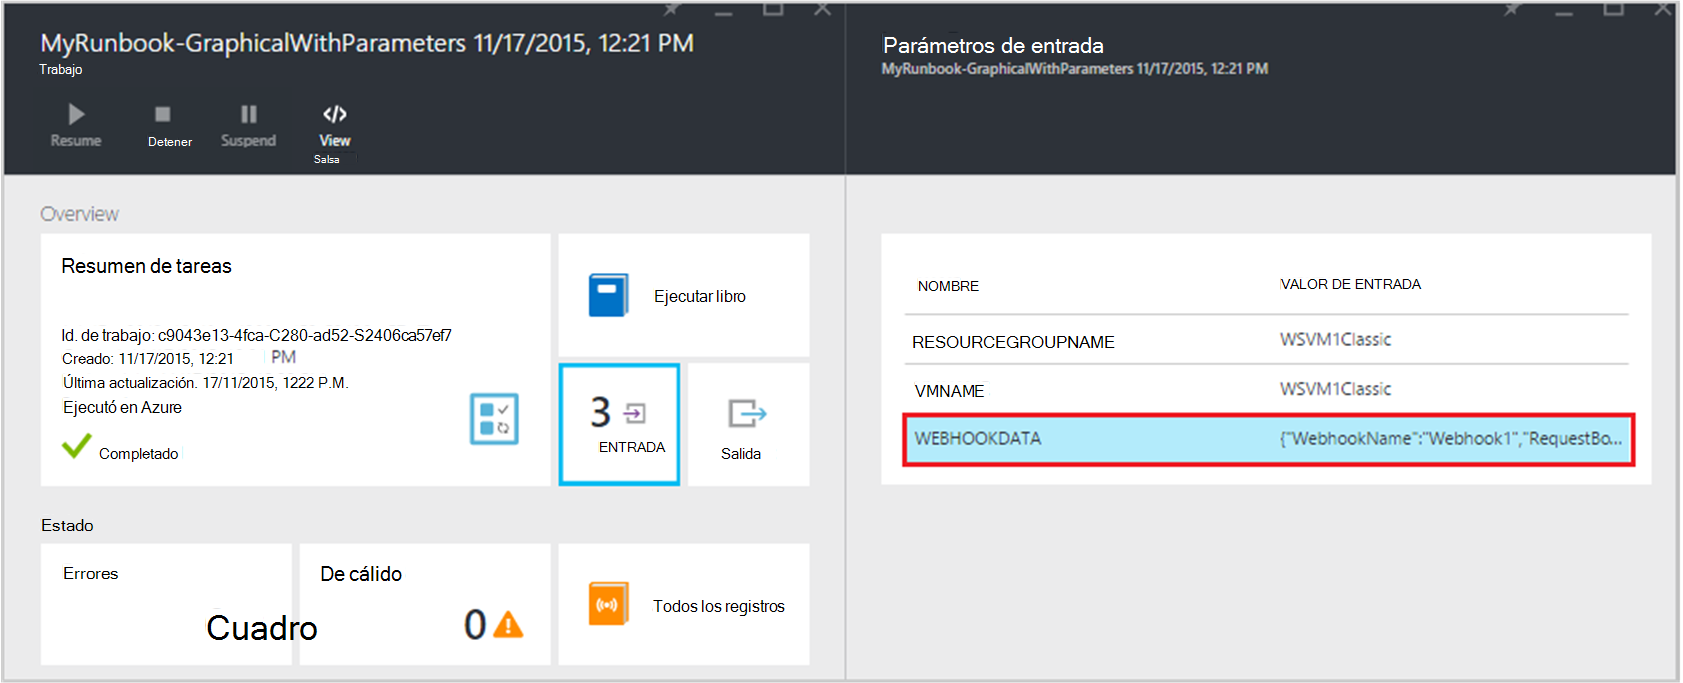 MyRunbook-GraphicalWithParameters 11/17/2015, 12:21 PM
Trabajo
Resume
Detener
Suspend
View
Salsa
Overview
Resumen de tareas
Id. de trabajo: c9043e13-4fca-C280-ad52-S2406ca57ef7
Creado: 11/17/2015, 12:21 PM
Última actualización. 17/11/2015, 1222 P.M.
Ejecutó en Azure
Completado
Ejecutar libro
3
ENTRADA
Salida
Estado
Errores
Cuadro
De cálido
0
Todos los registros
Parámetros de entrada
MyRunbook-GraphicalWithParameters 11/17/2015, 12:21 PM
NOMBRE VALOR DE ENTRADA
RESOURCEGROUPNAME WSVM1Classic
VMNAME WSVM1Classic
WEBHOOKDATA {"WebhookName":"Webhook1","RequestBo...